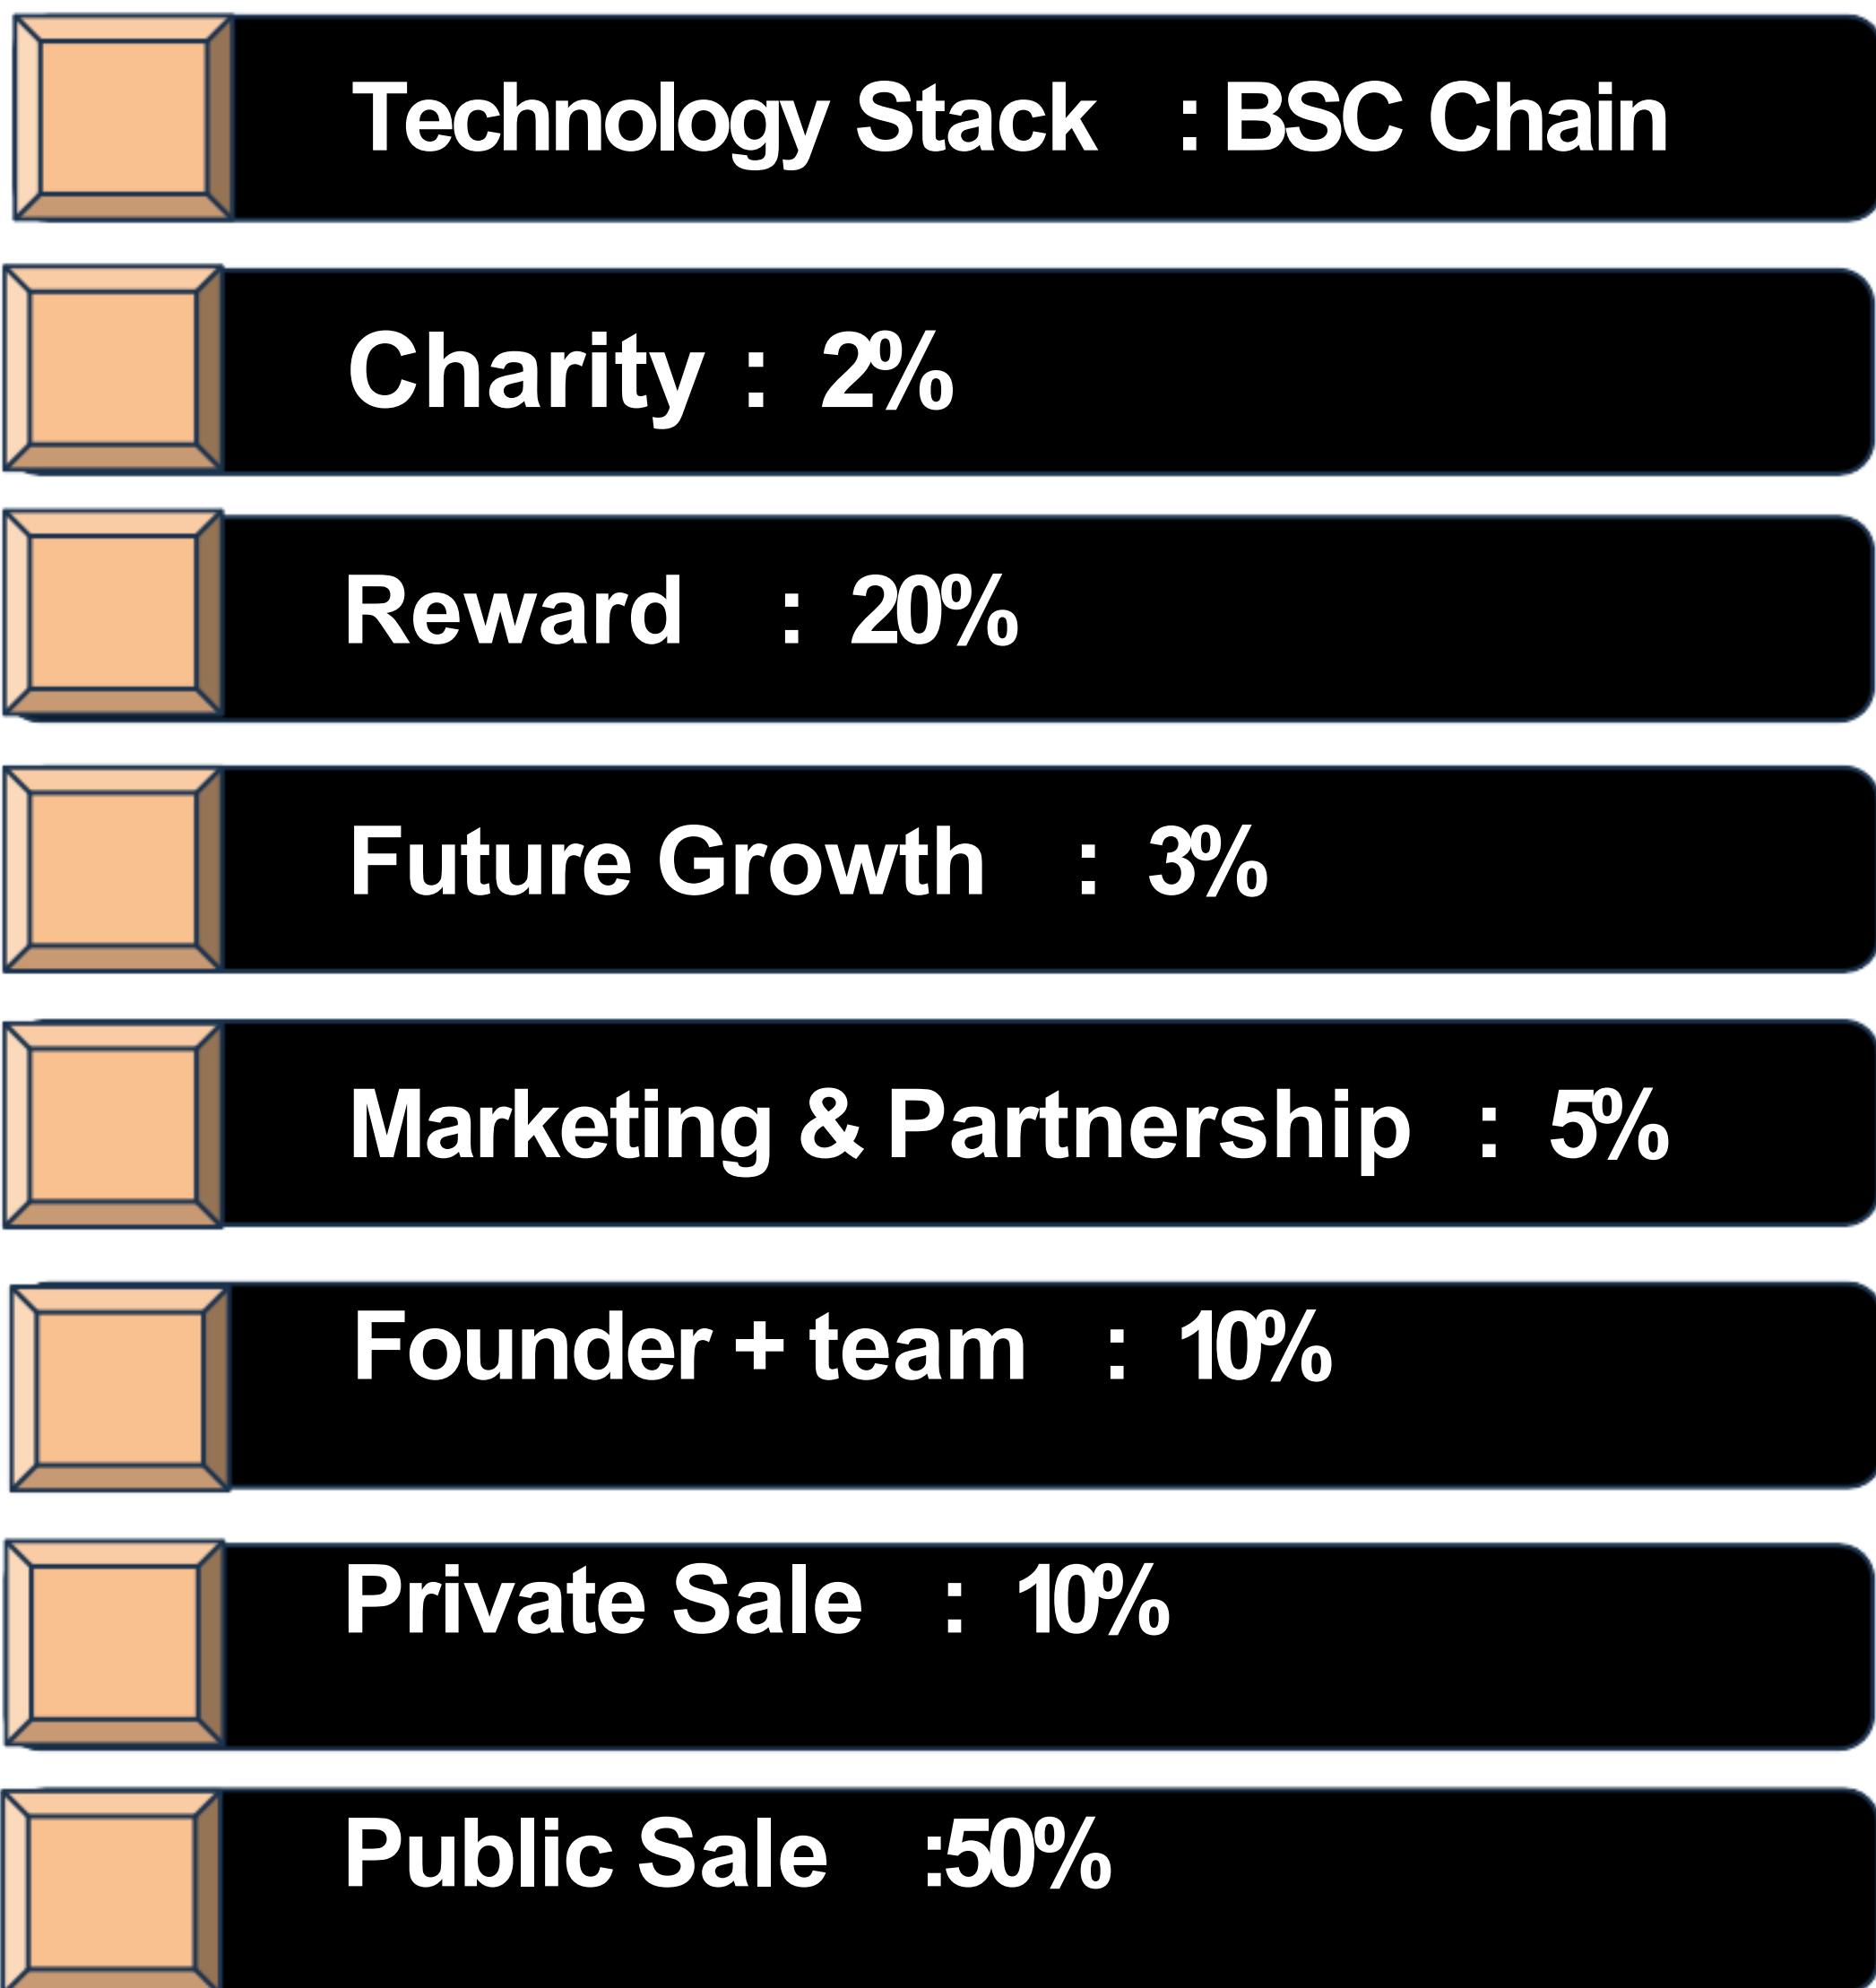 Technology Stack : BSC Chain
Charity : 2%
Reward : 20%
Future Growth : 3%
Marketing & Partnership : 5%
Founder + team : 10%
Private Sale : 10%
Public Sale :50%